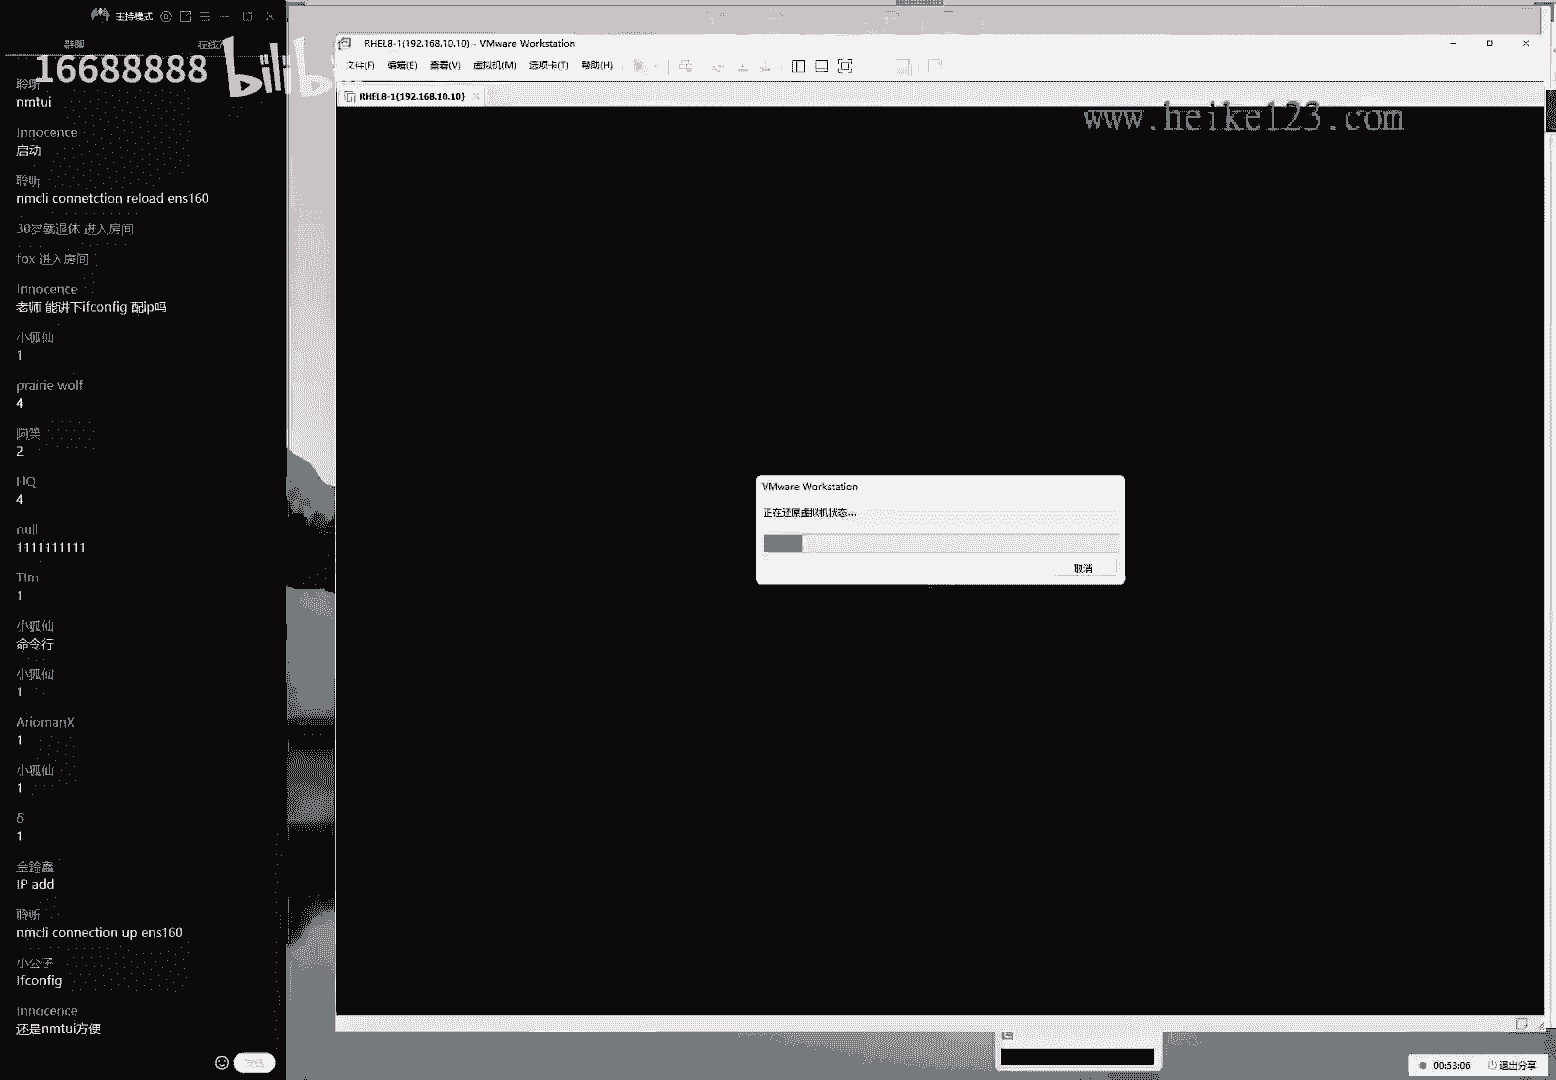 主持模式
群聊
16688888
bilib
聆听
nmtui
Innocence
启动
聆听
nmcli connetction reload ens160
30岁就退休 进入房间
fox 进入房间
Innocence
老师 能讲下ifconfig 配ip吗
小狐仙
1
prairie wolf
4
阿笑
2
HQ
4
null
1111111111
Tim
1
小狐仙
命令行
小狐仙
1
AriomanX
1
小狐仙
1
δ
1
IP add
聆听
nmcli connection up ens160
小公子
Ifconfig
Innocence
还是nmtui方便
RHEL8-1(192.168.10.10) - VMware Workstation
文件(F) 编辑(E) 查看(V) 虚拟机(M) 选项卡(T) 帮助(H)
RHEL8-1(192.168.10.10)
www.heike123.com
VMware Workstation
正在还原虚拟机状态...
取消
00:53:06 退出分享